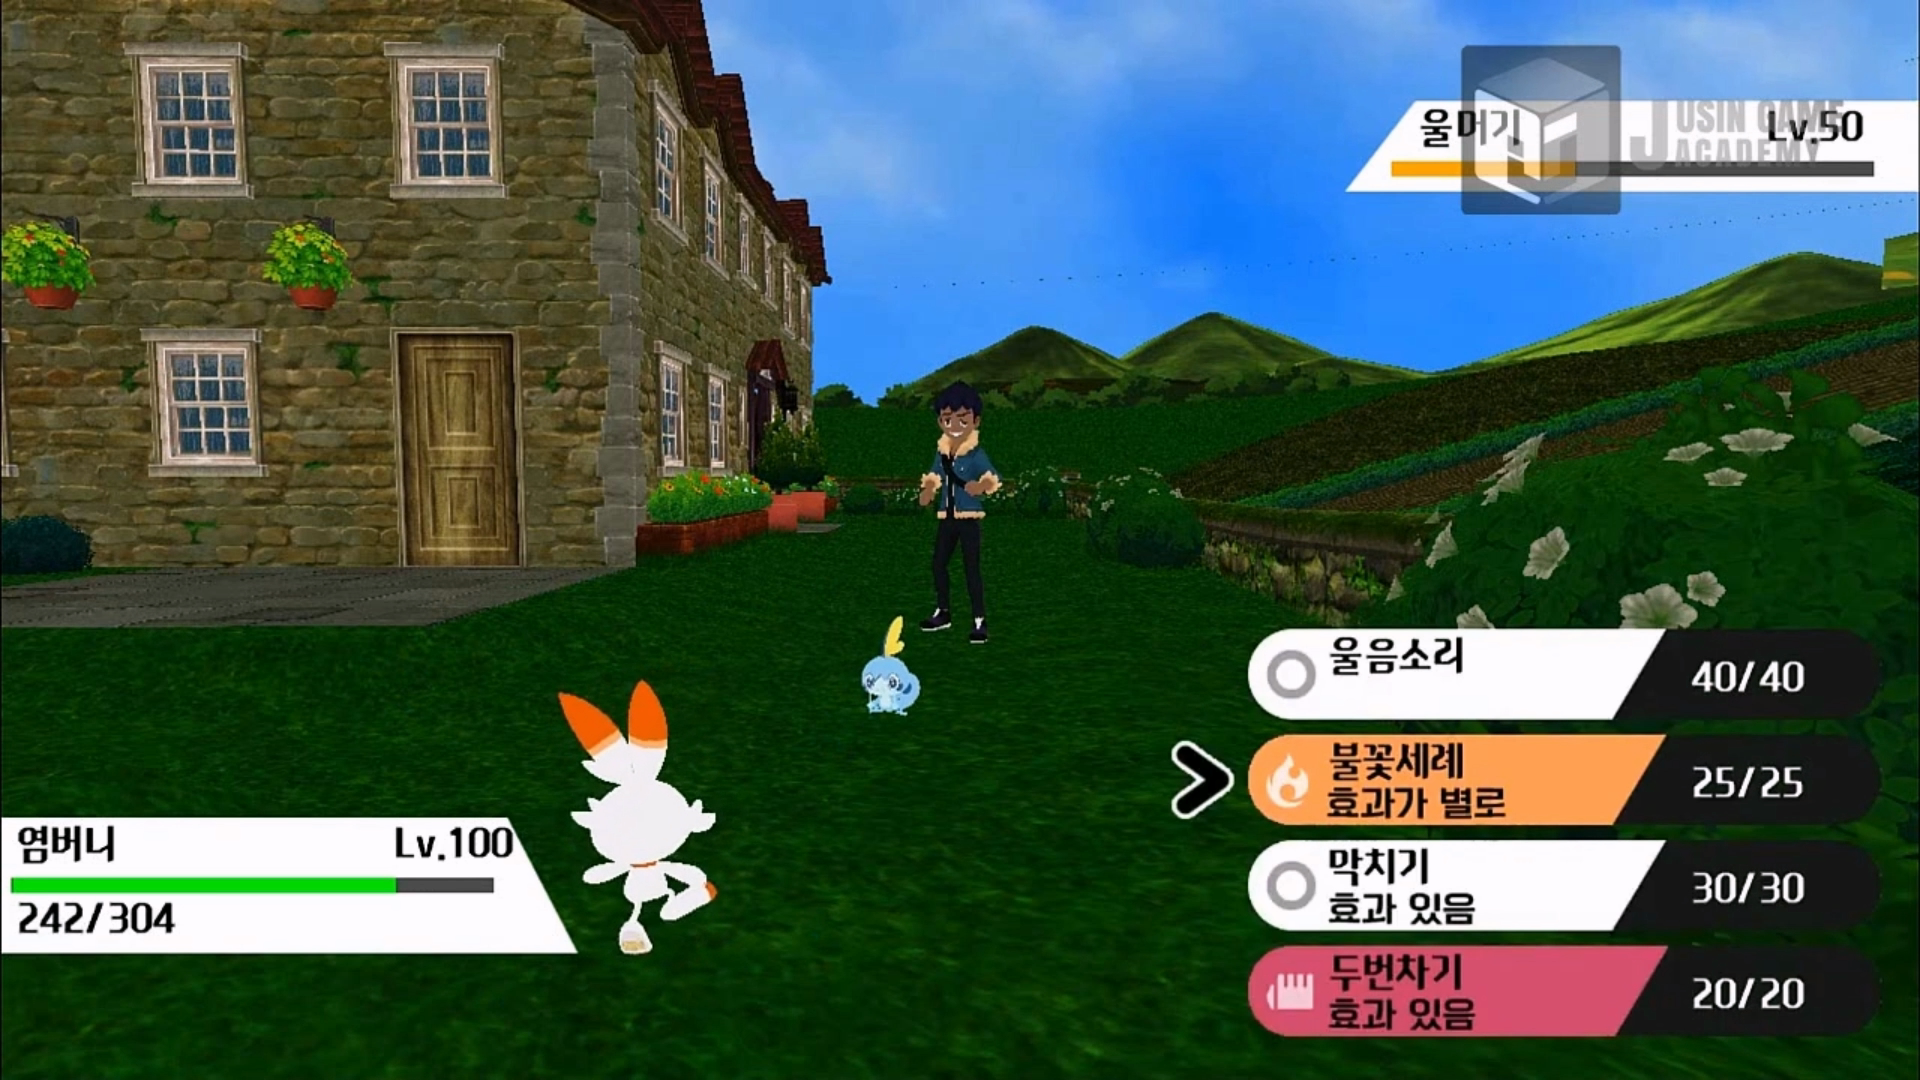 울머기 Lv.50
JUSIN GAME
ACADEMY
울음소리 40/40
불꽃세례
효과가 별로 25/25
막치기
효과 있음 30/30
두번차기
효과 있음 20/20
염버니 Lv.100
242/304